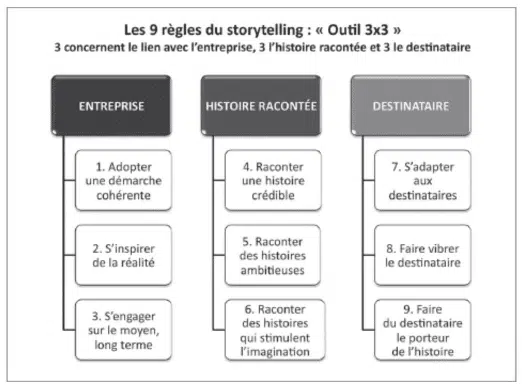 Les 9 règles du storytelling : « Outil 3x3 »
3 concernent le lien avec l’entreprise, 3 l’histoire racontée et 3 le destinataire
ENTREPRISE
1. Adopter
une démarche
cohérente
2. S’inspirer
de la réalité
3. S’engager
sur le moyen,
long terme
HISTOIRE RACONTÉE
4. Raconter
une histoire
crédible
5. Raconter
des histoires
ambitieuses
6. Raconter
des histoires
qui stimulent
l’imagination
DESTINATAIRE
7. S’adapter
aux
destinataires
8. Faire vibrer
le destinataire
9. Faire
du destinataire
le porteur
de l’histoire